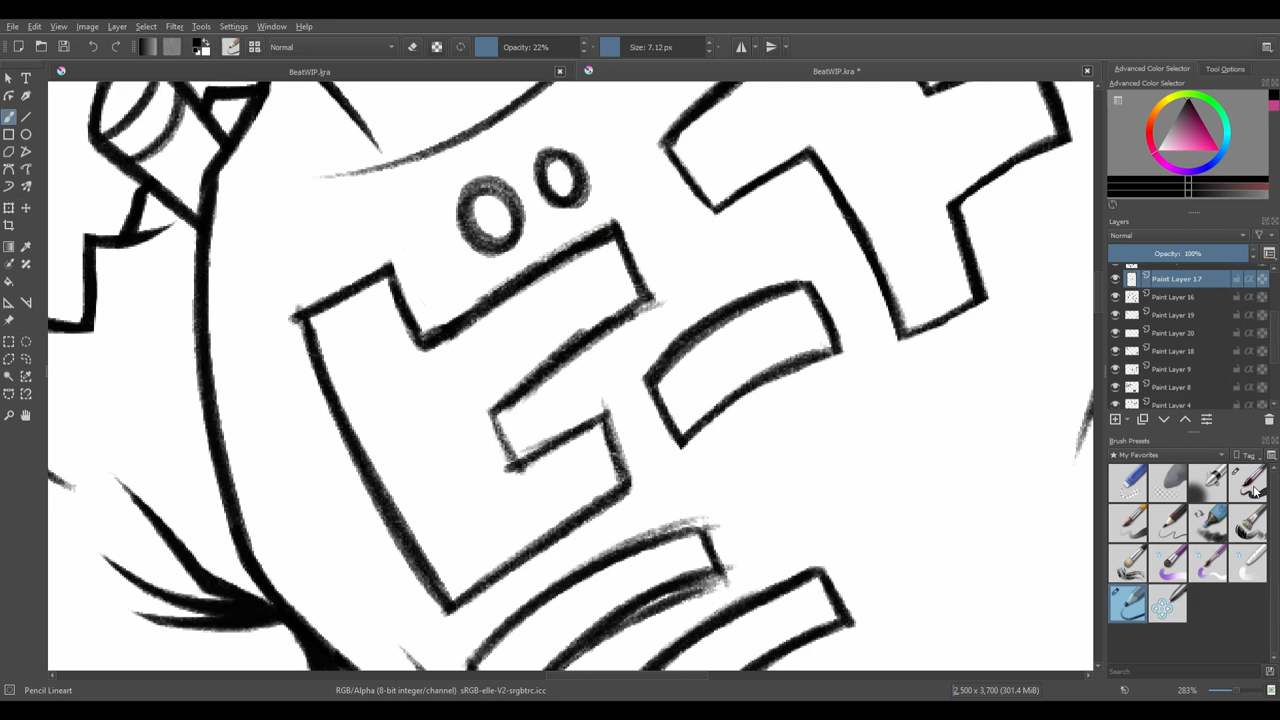 File Edit View Image Layer Select Filter Tools Settings Window Help
Normal Opacity: 22% Size: 7.12 px
BeatWIP.kra BeatWIP.kra *
Advanced Color Selector Tool Options
Advanced Color Selector
Layers
Normal
Opacity: 100%
Paint Layer 17
Paint Layer 16
Paint Layer 19
Paint Layer 20
Paint Layer 18
Paint Layer 9
Paint Layer 8
Paint Layer 4
Brush Presets
My Favorites Tag
Search
Pencil Lineart RGB/Alpha (8-bit integer/channel) sRGB-elle-V2-srgbtrc.icc 2,500 x 3,700 (301.4 MiB) 283%